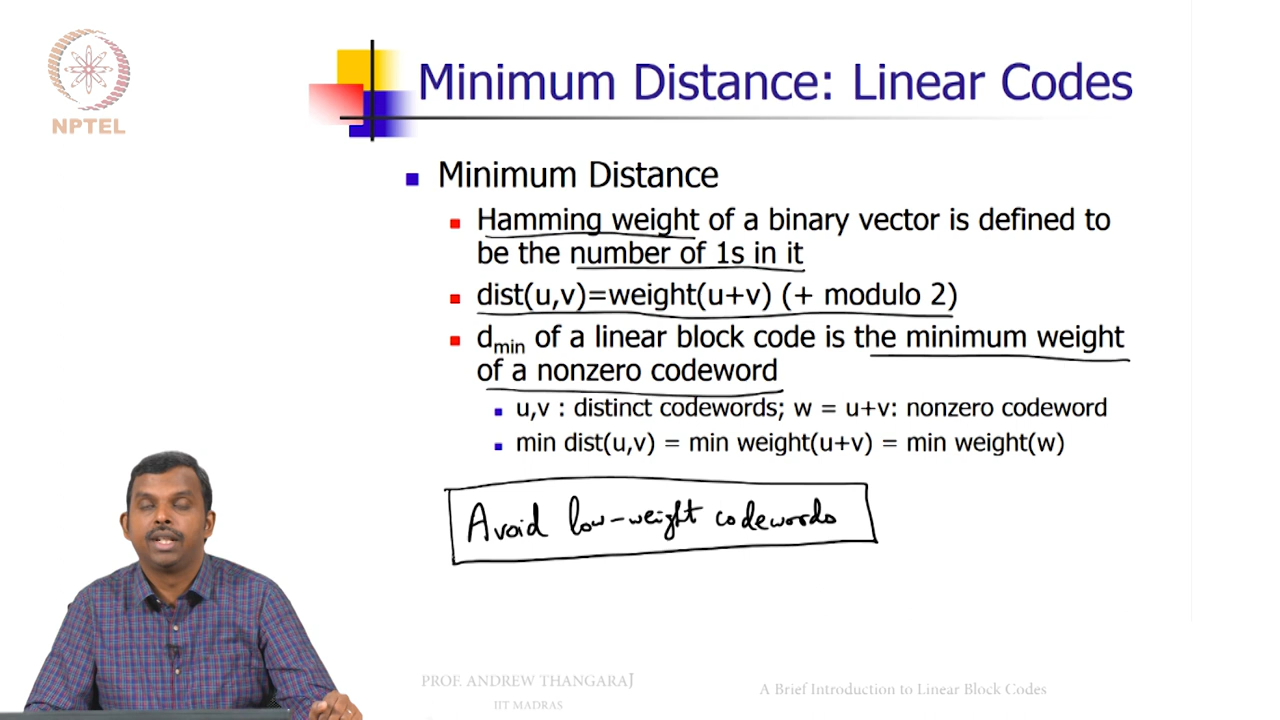 NPTEL
Minimum Distance: Linear Codes
Minimum Distance
Hamming weight of a binary vector is defined to
be the number of 1s in it
dist(u,v)=weight(u+v) (+ modulo 2)
dmin of a linear block code is the minimum weight
of a nonzero codeword
u,v : distinct codewords; w = u+v: nonzero codeword
min dist(u,v) = min weight(u+v) = min weight(w)
Avoid low-weight codewords
PROF. ANDREW THANGARAJ
IIT MADRAS
A Brief Introduction to Linear Block Codes